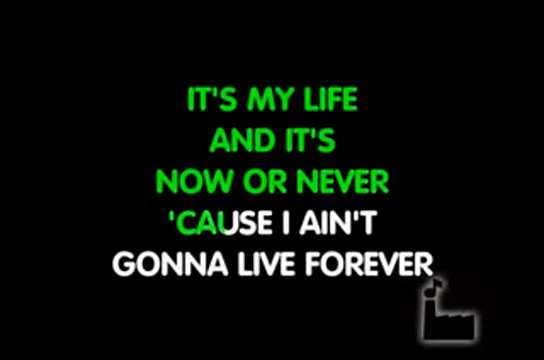 IT'S MY LIFE
AND IT'S
NOW OR NEVER
'CAUSE I AIN'T
GONNA LIVE FOREVER